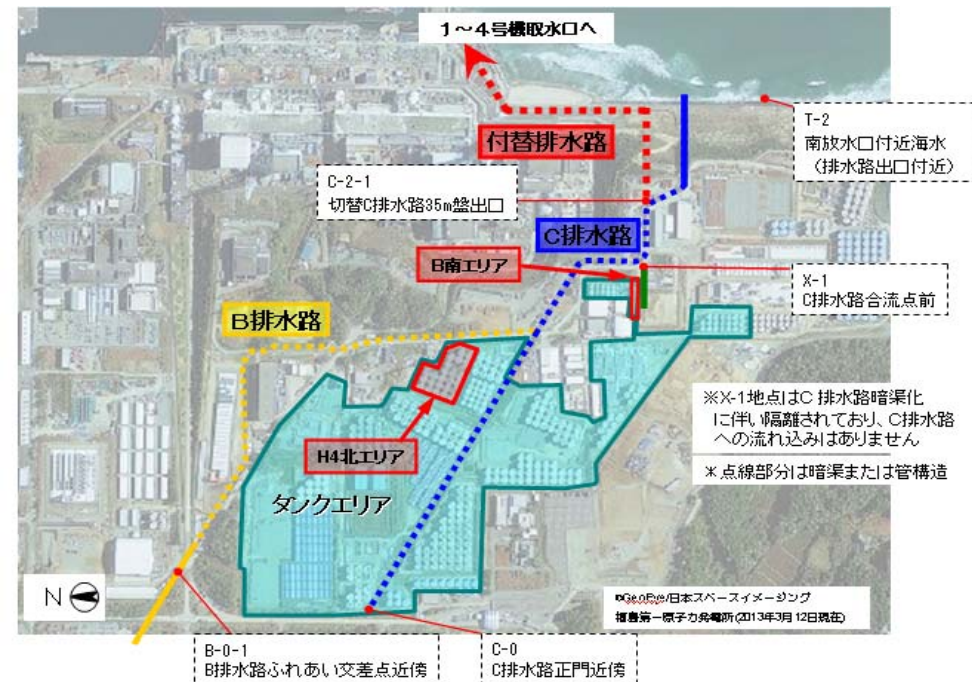 1～4号機取水口へ
T-2
南放水口付近海水
（排水路出口付近）
付替排水路
C-2-1
切替C排水路35m盤出口
C排水路
B南エリア
X-1
C排水路合流点前
B排水路
※X-1地点はC排水路暗渠化
に伴い隔離されており、C排水路
への流れ込みはありません
H4北エリア
＊点線部分は暗渠または管構造
タンクエリア
N
©GeoEye/日本スペースイメージング
福島第一原子力発電所(2013年3月12日現在)
B-0-1
B排水路ふれあい交差点近傍
C-0
C排水路正門近傍